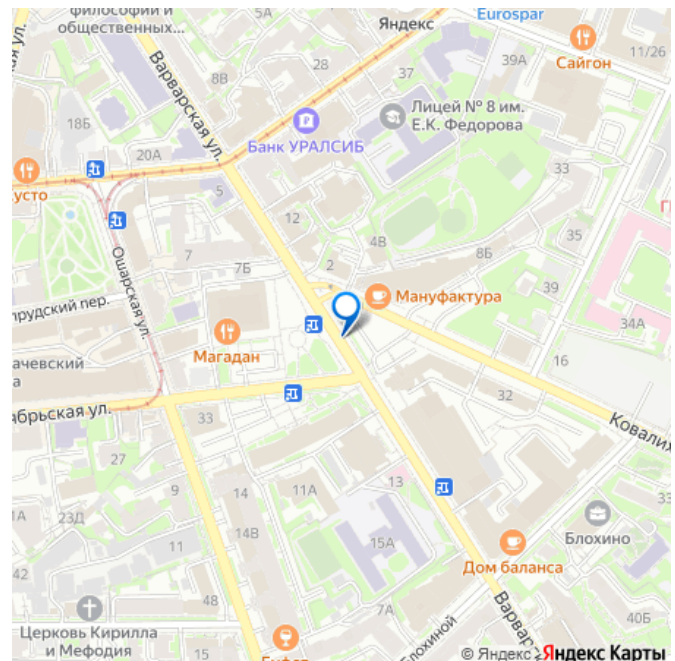 философии и
общественных...
5А
Яндекс
Eurospar
11/26
Сайгон
39А
28
37
8В
Варварская ул.
Лицей № 8 им.
Е.К. Федорова
Банк УРАЛСИБ
18Б
20А
усто
5
12
33
35
4В
8Б
2
7
7Б
Ошарская ул.
прудский пер.
Мануфактура
39
34А
Магадан
ачевский
а
16
32
ябрьская ул.
33
Ковалих
27
9
14
11А
13
1А
23Д
14В
15А
33
Блохино
11
Дом баланса
42
48
7А
Блохиной
Варвар
40Б
Церковь Кирилла
и Мефодия
15
© Яндекс
Яндекс Карты